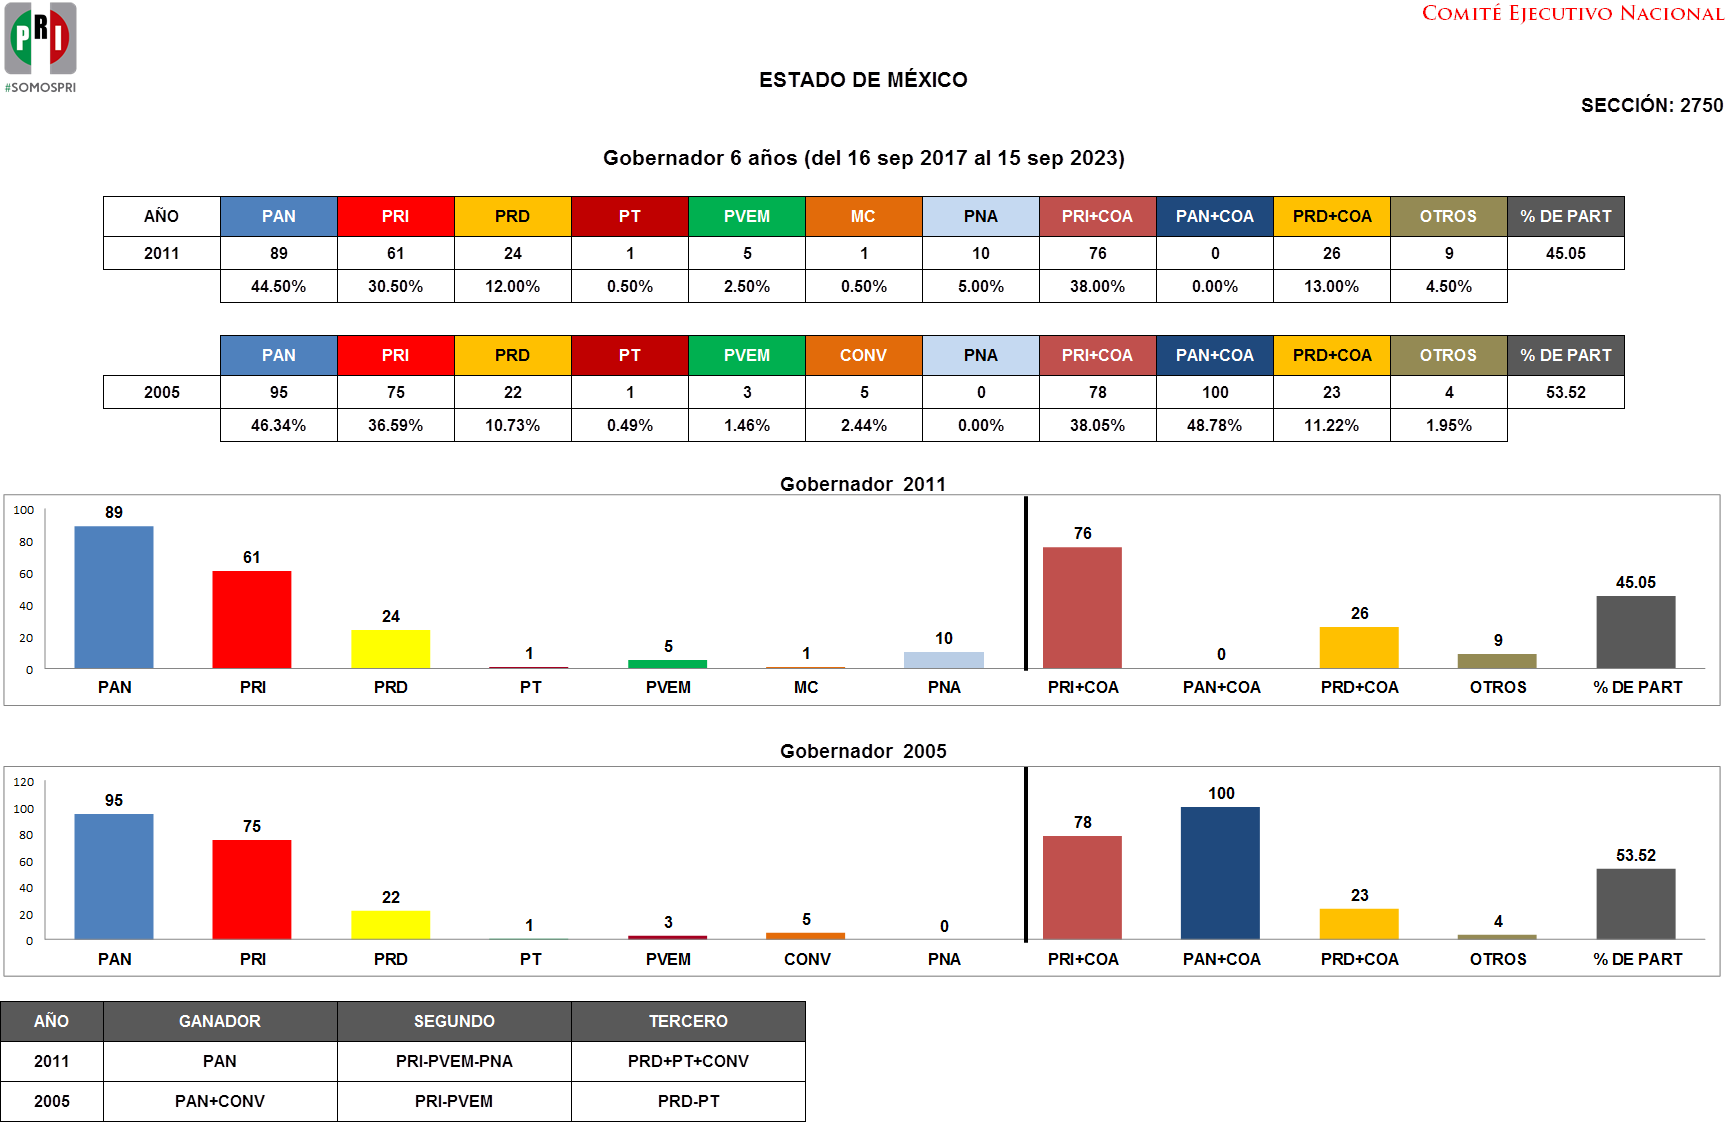 PRI
#SOMOSPRI
COMITÉ EJECUTIVO NACIONAL
ESTADO DE MÉXICO
SECCIÓN: 2750
Gobernador 6 años (del 16 sep 2017 al 15 sep 2023)
AÑO PAN PRI PRD PT PVEM MC PNA PRI+COA PAN+COA PRD+COA OTROS % DE PART
2011 89 61 24 1 5 1 10 76 0 26 9 45.05
44.50% 30.50% 12.00% 0.50% 2.50% 0.50% 5.00% 38.00% 0.00% 13.00% 4.50%
PAN PRI PRD PT PVEM CONV PNA PRI+COA PAN+COA PRD+COA OTROS % DE PART
2005 95 75 22 1 3 5 0 78 100 23 4 53.52
46.34% 36.59% 10.73% 0.49% 1.46% 2.44% 0.00% 38.05% 48.78% 11.22% 1.95%
Gobernador 2011
100
80
60
40
20
0
89 61 24 1 5 1 10 76 0 26 9 45.05
PAN PRI PRD PT PVEM MC PNA PRI+COA PAN+COA PRD+COA OTROS % DE PART
Gobernador 2005
120
100
80
60
40
20
0
95 75 22 1 3 5 0 78 100 23 4 53.52
PAN PRI PRD PT PVEM CONV PNA PRI+COA PAN+COA PRD+COA OTROS % DE PART
AÑO GANADOR SEGUNDO TERCERO
2011 PAN PRI-PVEM-PNA PRD+PT+CONV
2005 PAN+CONV PRI-PVEM PRD-PT